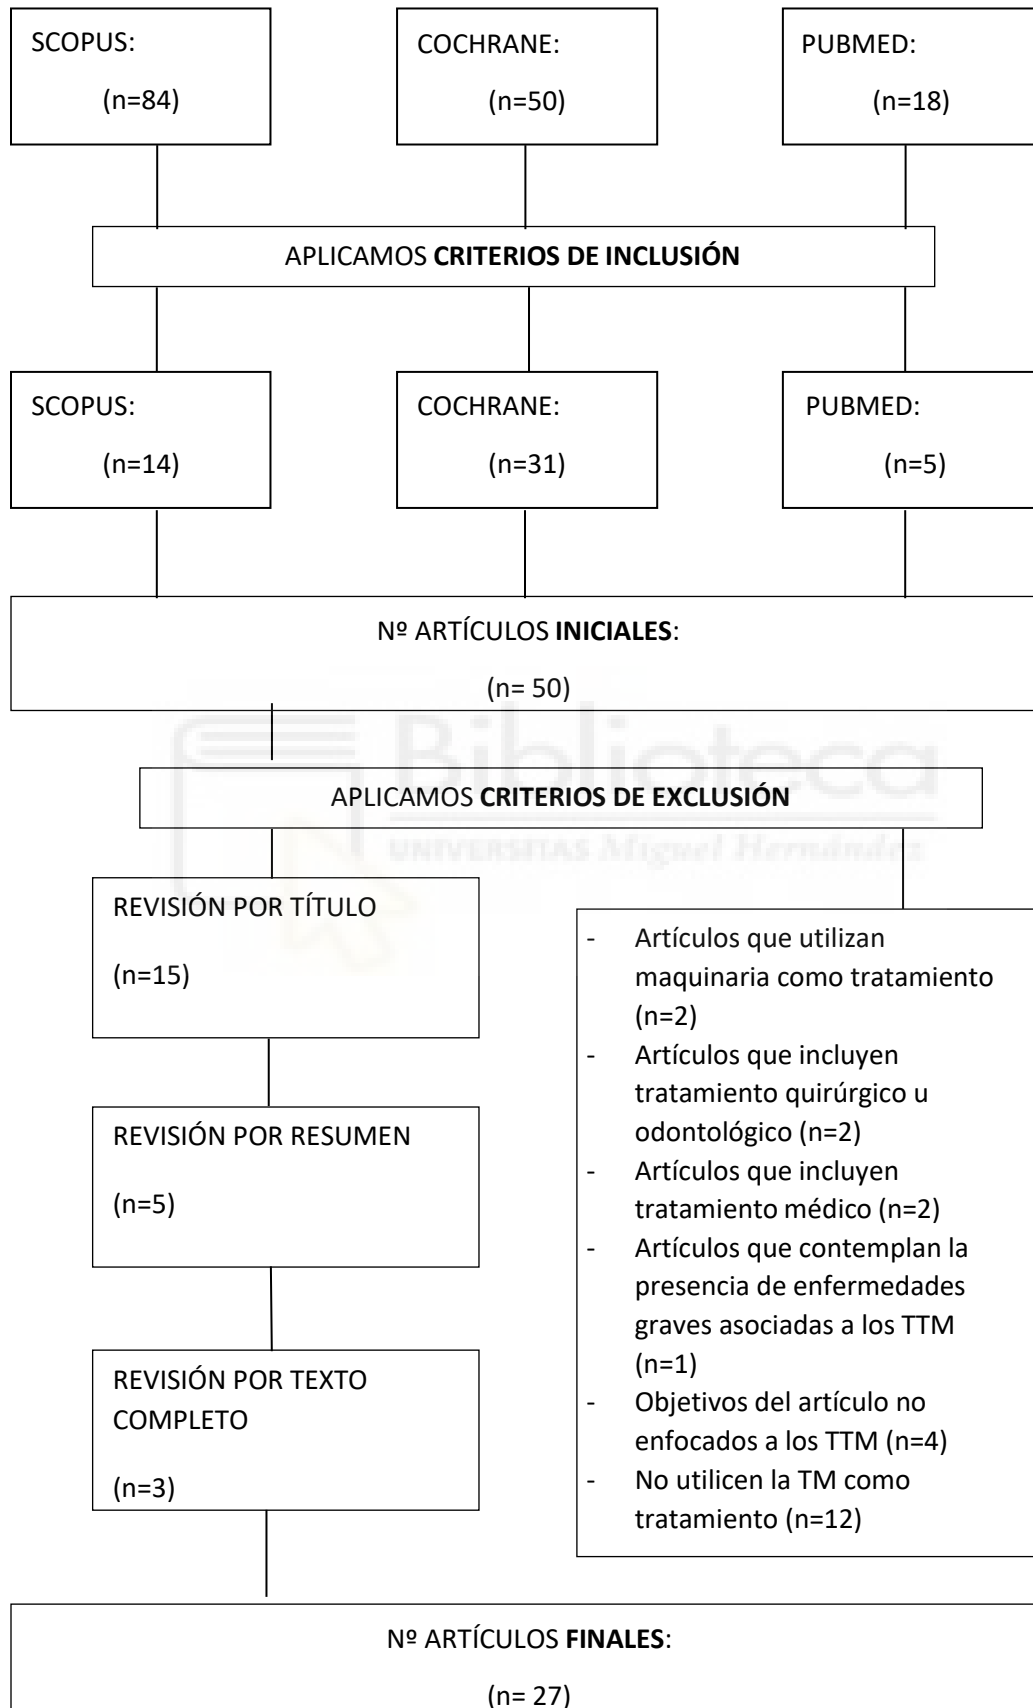 SCOPUS:
(n=84)
COCHRANE:
(n=50)
PUBMED:
(n=18)
APLICAMOS CRITERIOS DE INCLUSIÓN
SCOPUS:
(n=14)
COCHRANE:
(n=31)
PUBMED:
(n=5)
Nº ARTÍCULOS INICIALES:
(n= 50)
Biblioteca
UNIVERSITAS Miguel Hernández
APLICAMOS CRITERIOS DE EXCLUSIÓN
REVISIÓN POR TÍTULO
(n=15)
REVISIÓN POR RESUMEN
(n=5)
REVISIÓN POR TEXTO
COMPLETO
(n=3)
- Artículos que utilizan
maquinaria como tratamiento
(n=2)
- Artículos que incluyen
tratamiento quirúrgico u
odontológico (n=2)
- Artículos que incluyen
tratamiento médico (n=2)
- Artículos que contemplan la
presencia de enfermedades
graves asociadas a los TTM
(n=1)
- Objetivos del artículo no
enfocados a los TTM (n=4)
- No utilicen la TM como
tratamiento (n=12)
Nº ARTÍCULOS FINALES:
(n= 27)